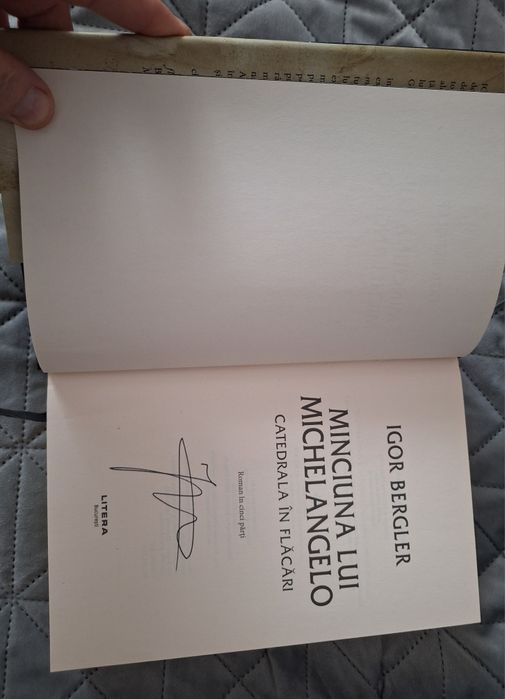 IGOR BERGLER
MINCIUNA LUI
MICHELANGELO
CATEDRALA ÎN FLĂCĂRI
Roman în cinci părți
LITERA
București